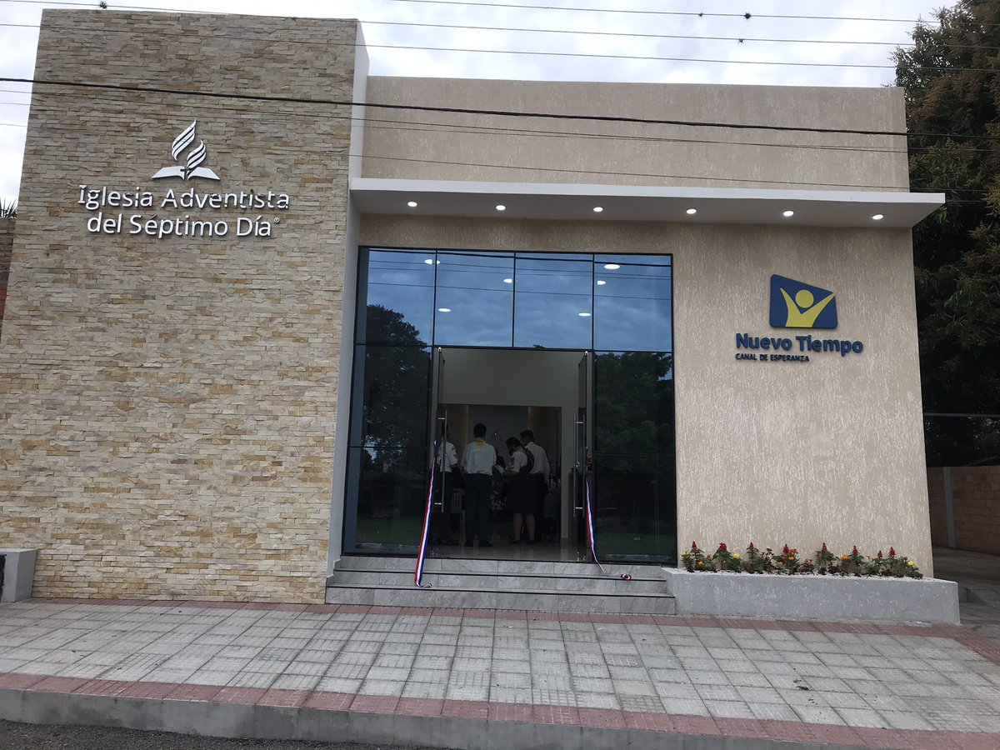 Iglesia Adventista
del Séptimo Día®
Nuevo Tiempo
CANAL DE ESPERANZA